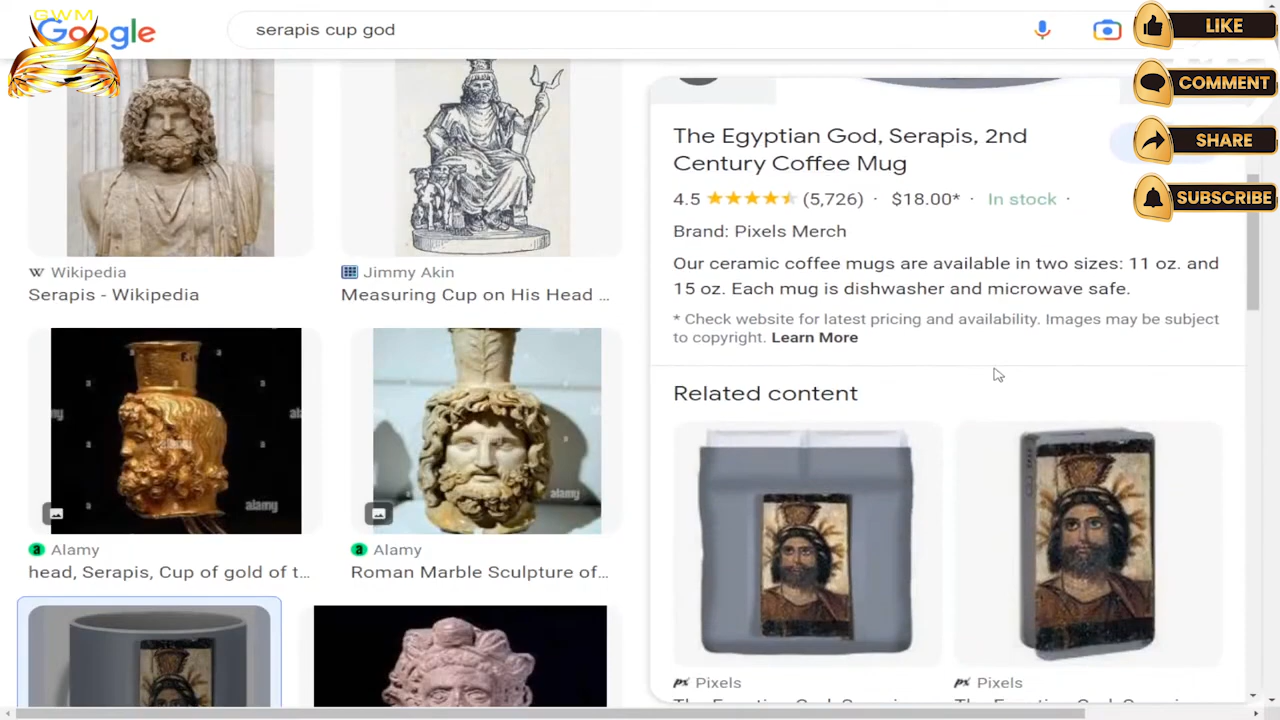 GWM
Google
serapis cup god
LIKE
COMMENT
SHARE
SUBSCRIBE
W Wikipedia
Serapis - Wikipedia
Jimmy Akin
Measuring Cup on His Head ...
alamy
a Alamy
head, Serapis, Cup of gold of t...
alamy
a Alamy
Roman Marble Sculpture of...
The Egyptian God, Serapis, 2nd
Century Coffee Mug
4.5 (5,726) · $18.00* · In stock ·
Brand: Pixels Merch
Our ceramic coffee mugs are available in two sizes: 11 oz. and
15 oz. Each mug is dishwasher and microwave safe.
* Check website for latest pricing and availability. Images may be subject
to copyright. Learn More
Related content
px Pixels
px Pixels